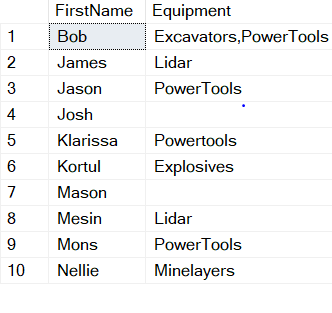 FirstName Equipment
1 Bob Excavators,PowerTools
2 James Lidar
3 Jason PowerTools
4 Josh
5 Klarissa Powertools
6 Kortul Explosives
7 Mason
8 Mesin Lidar
9 Mons PowerTools
10 Nellie Minelayers